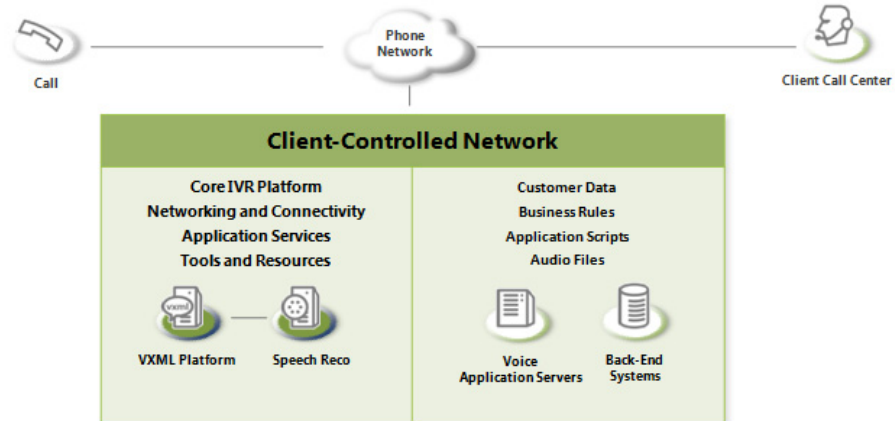 Phone
Network
Call
Client Call Center
Client-Controlled Network
Core IVR Platform
Networking and Connectivity
Application Services
Tools and Resources
Customer Data
Business Rules
Application Scripts
Audio Files
vxml
VXML Platform
Speech Reco
Voice
Application Servers
Back-End
Systems